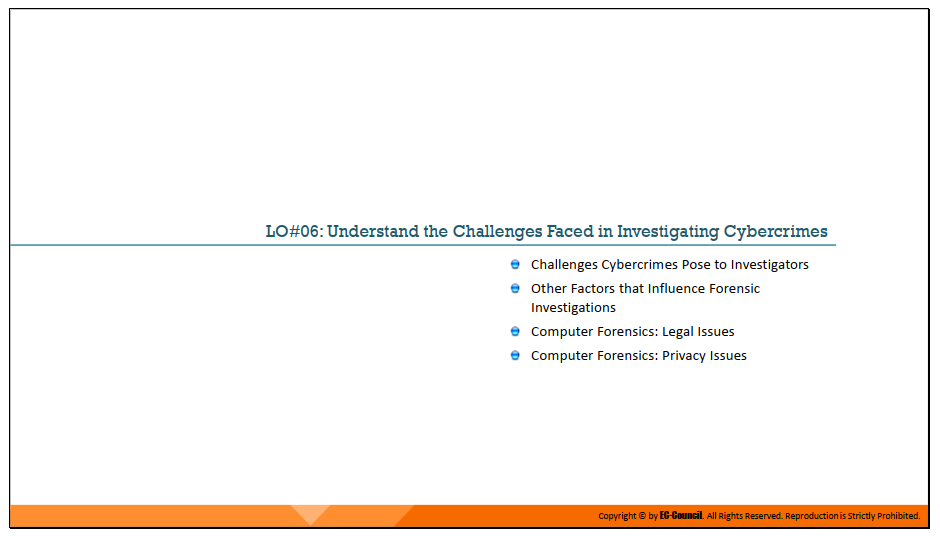 LO#06: Understand the Challenges Faced in Investigating Cybercrimes
Challenges Cybercrimes Pose to Investigators
Other Factors that Influence Forensic
Investigations
Computer Forensics: Legal Issues
Computer Forensics: Privacy Issues
Copyright © by EC-Council. All Rights Reserved. Reproduction is Strictly Prohibited.